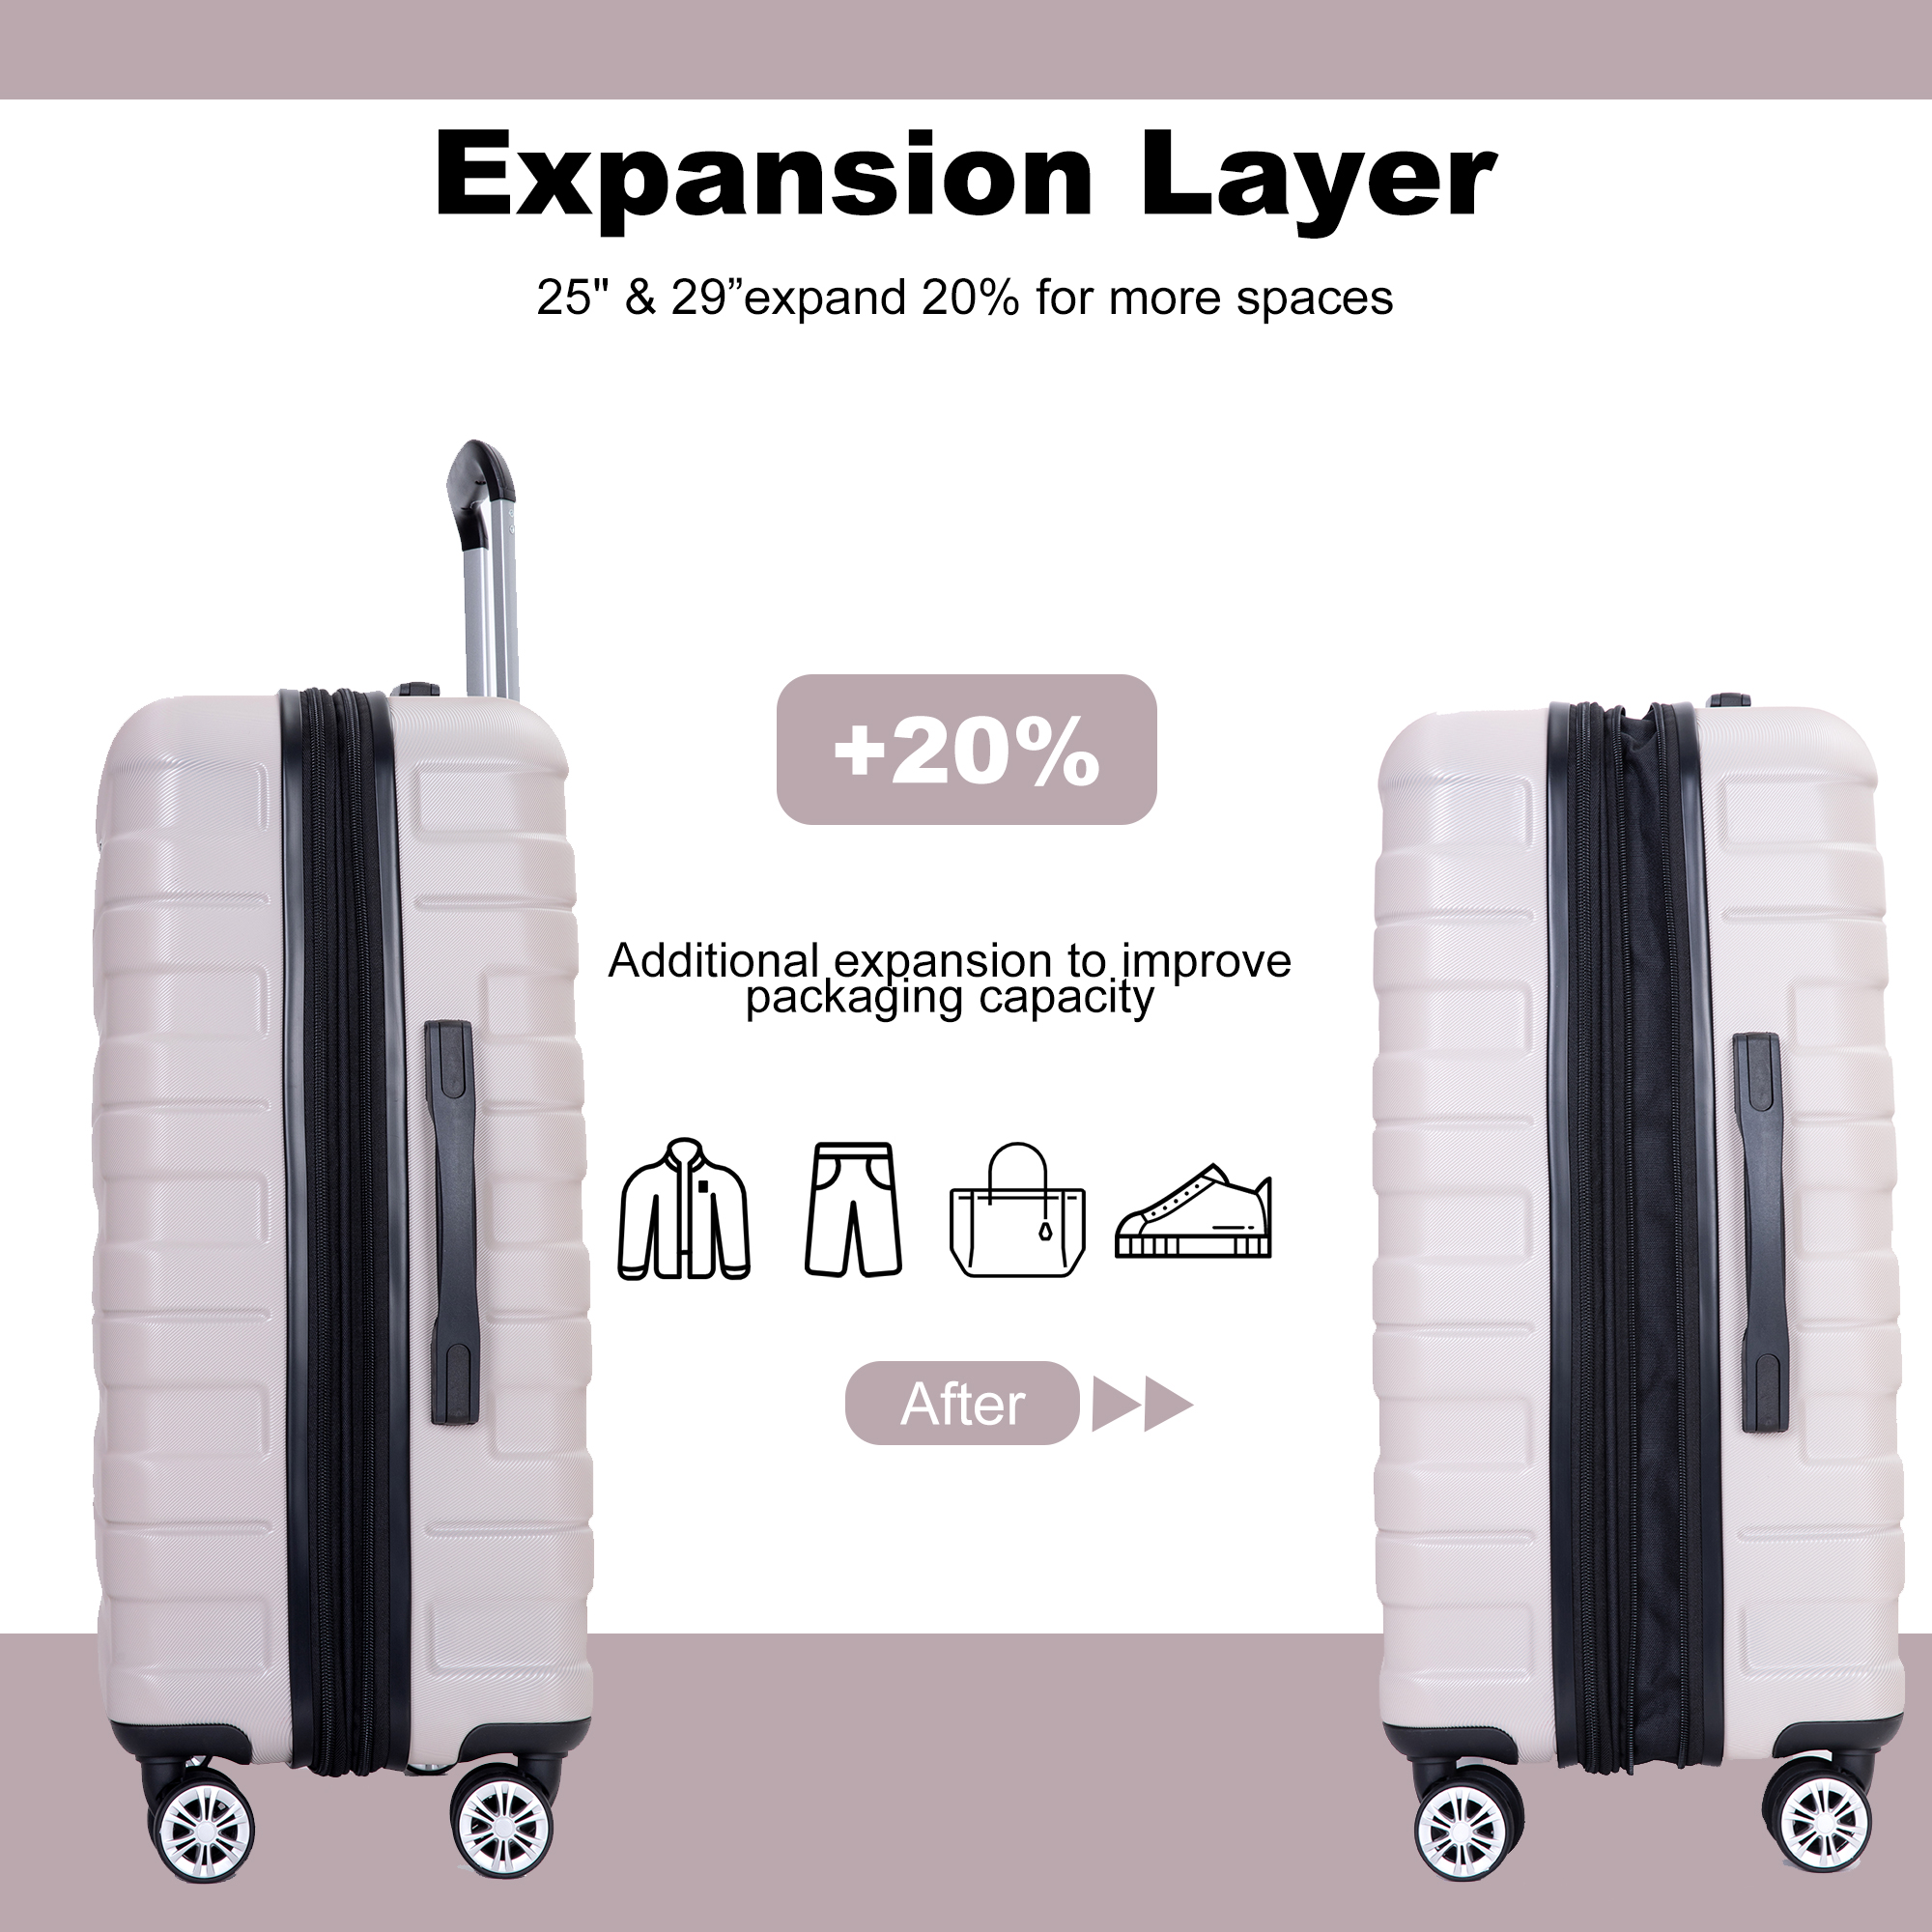 Expansion Layer
25" & 29”expand 20% for more spaces
+20%
Additional expansion to improve
packaging capacity
After